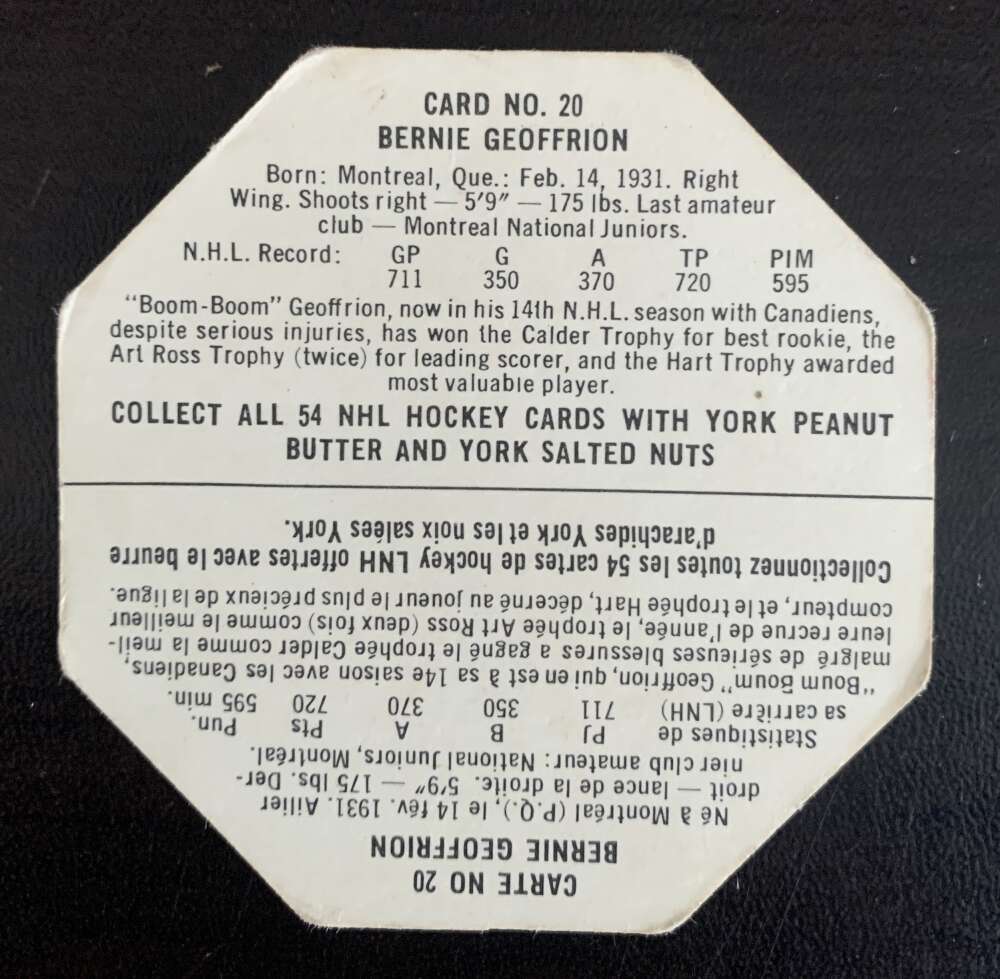 CARD NO. 20
BERNIE GEOFFRION
Born: Montreal, Que.: Feb. 14, 1931. Right
Wing. Shoots right — 5'9" — 175 lbs. Last amateur
club — Montreal National Juniors.
N.H.L. Record: GP G A TP PIM
711 350 370 720 595
"Boom-Boom" Geoffrion, now in his 14th N.H.L. season with Canadiens,
despite serious injuries, has won the Calder Trophy for best rookie, the
Art Ross Trophy (twice) for leading scorer, and the Hart Trophy awarded
most valuable player.
COLLECT ALL 54 NHL HOCKEY CARDS WITH YORK PEANUT
BUTTER AND YORK SALTED NUTS
CARTE NO 20
BERNIE GEOFFRION
Né à Montréal (P.Q.), le 14 fév. 1931. Ailier
droit — lance de la droite. 5'9" — 175 lbs. Der-
nier club amateur: National Juniors, Montréal.
Statistiques de PJ B A Pts Pun.
sa carrière (LNH) 711 350 370 720 595 min.
"Boum Boum" Geoffrion, qui en est à sa 14e saison avec les Canadiens,
malgré de sérieuses blessures a gagné le trophée Calder comme la meil-
leure recrue de l'année, le trophée Art Ross (deux fois) comme le meilleur
compteur, et le trophée Hart, décerné au joueur le plus précieux de la ligue.
Collectionnez toutes les 54 cartes de hockey LNH offertes avec le beurre
d'arachides York et les noix salées York.